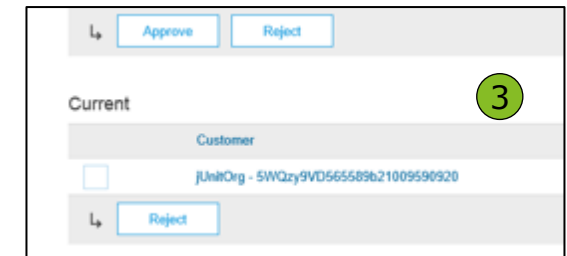 Approve Reject
Current
3
Customer
jUnitOrg - 5WQzy9VD565589b21009590920
Reject